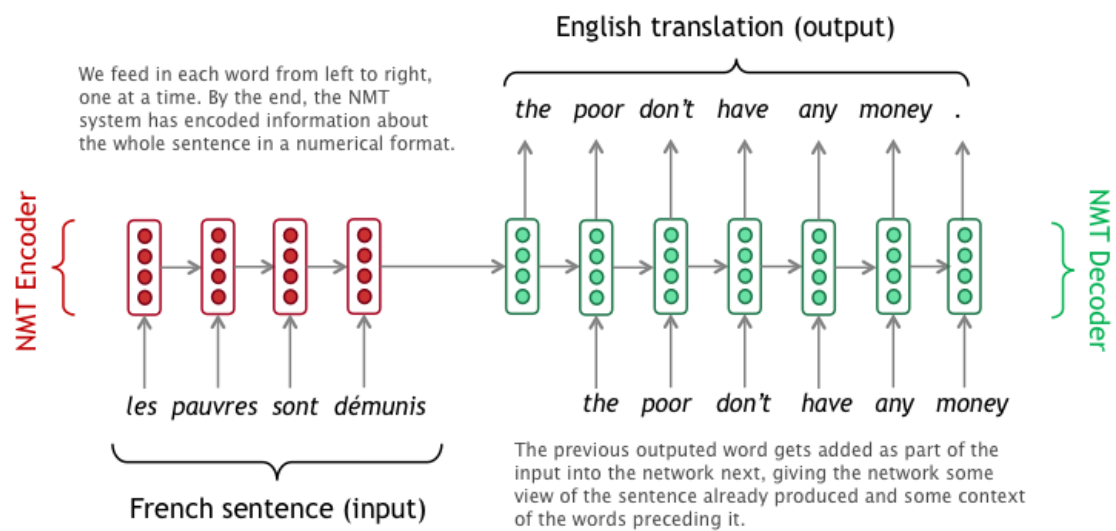 English translation (output)
We feed in each word from left to right,
one at a time. By the end, the NMT
system has encoded information about
the whole sentence in a numerical format.
the poor don't have any money .
NMT Encoder
NMT Decoder
les pauvres sont démunis
the poor don't have any money
French sentence (input)
The previous outputed word gets added as part of the
input into the network next, giving the network some
view of the sentence already produced and some context
of the words preceding it.